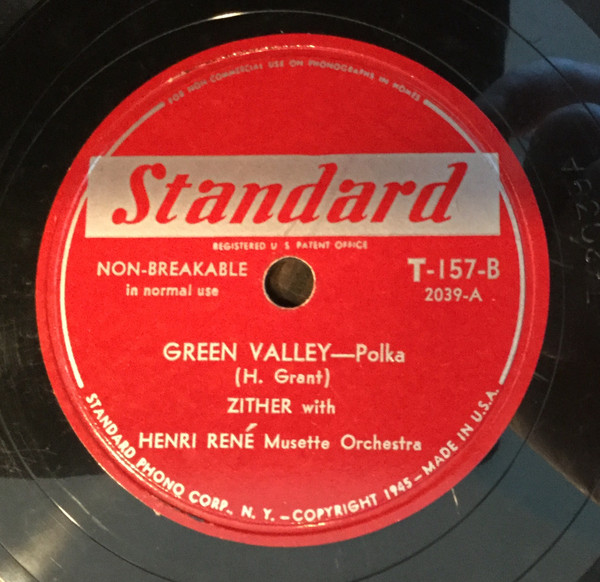 FOR NON-COMMERCIAL USE ON PHONOGRAPHS IN HOMES
Standard
REGISTERED U S PATENT OFFICE
NON-BREAKABLE
in normal use
T-157-B
2039-A
GREEN VALLEY—Polka
(H. Grant)
ZITHER with
HENRI RENÉ Musette Orchestra
STANDARD PHONO CORP., N. Y. – COPYRIGHT 1945 – MADE IN U.S.A.